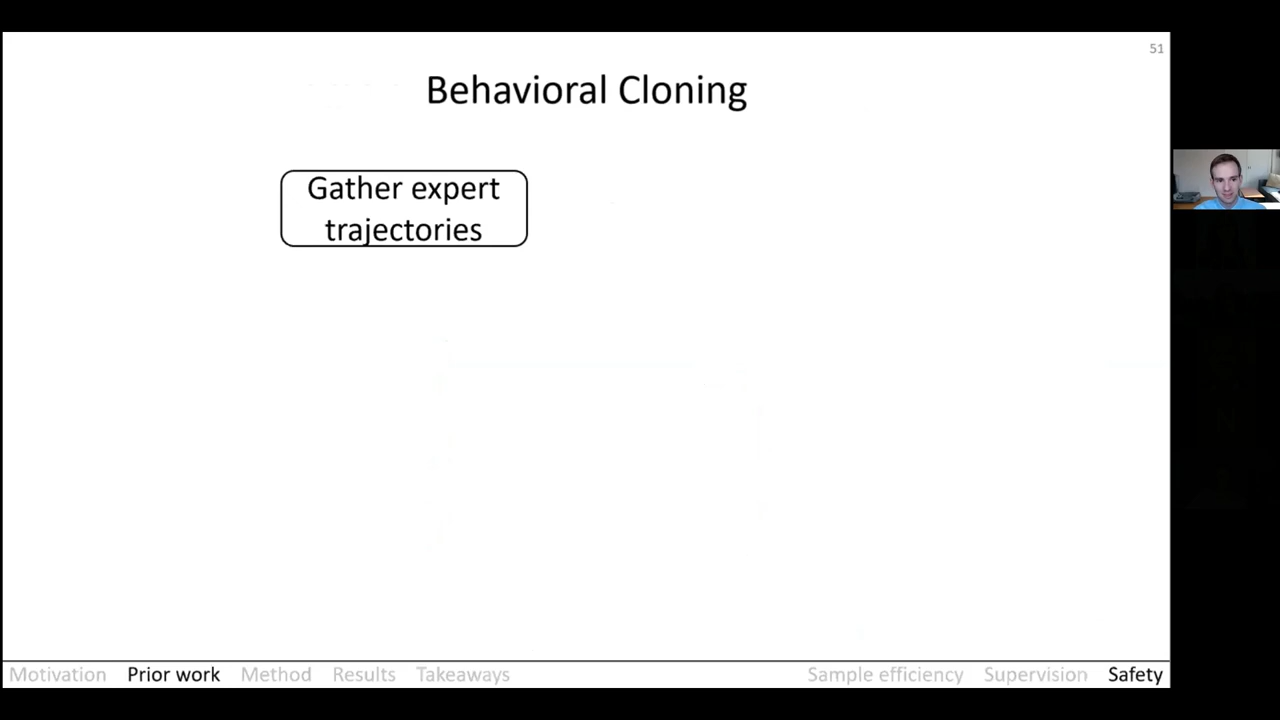 51
Behavioral Cloning
Gather expert
trajectories
Motivation Prior work Method Results Takeaways Sample efficiency Supervision Safety